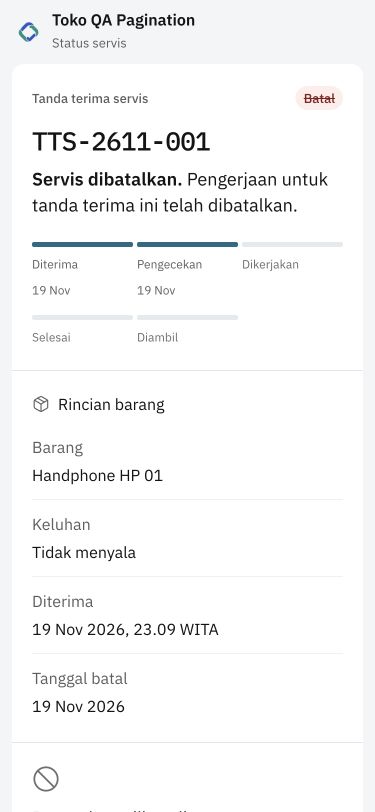 Toko QA Pagination
Status servis
Tanda terima servis
Batal
TTS-2611-001
Servis dibatalkan. Pengerjaan untuk
tanda terima ini telah dibatalkan.
Diterima
Pengecekan
Dikerjakan
19 Nov
19 Nov
Selesai
Diambil
Rincian barang
Barang
Handphone HP 01
Keluhan
Tidak menyala
Diterima
19 Nov 2026, 23.09 WITA
Tanggal batal
19 Nov 2026